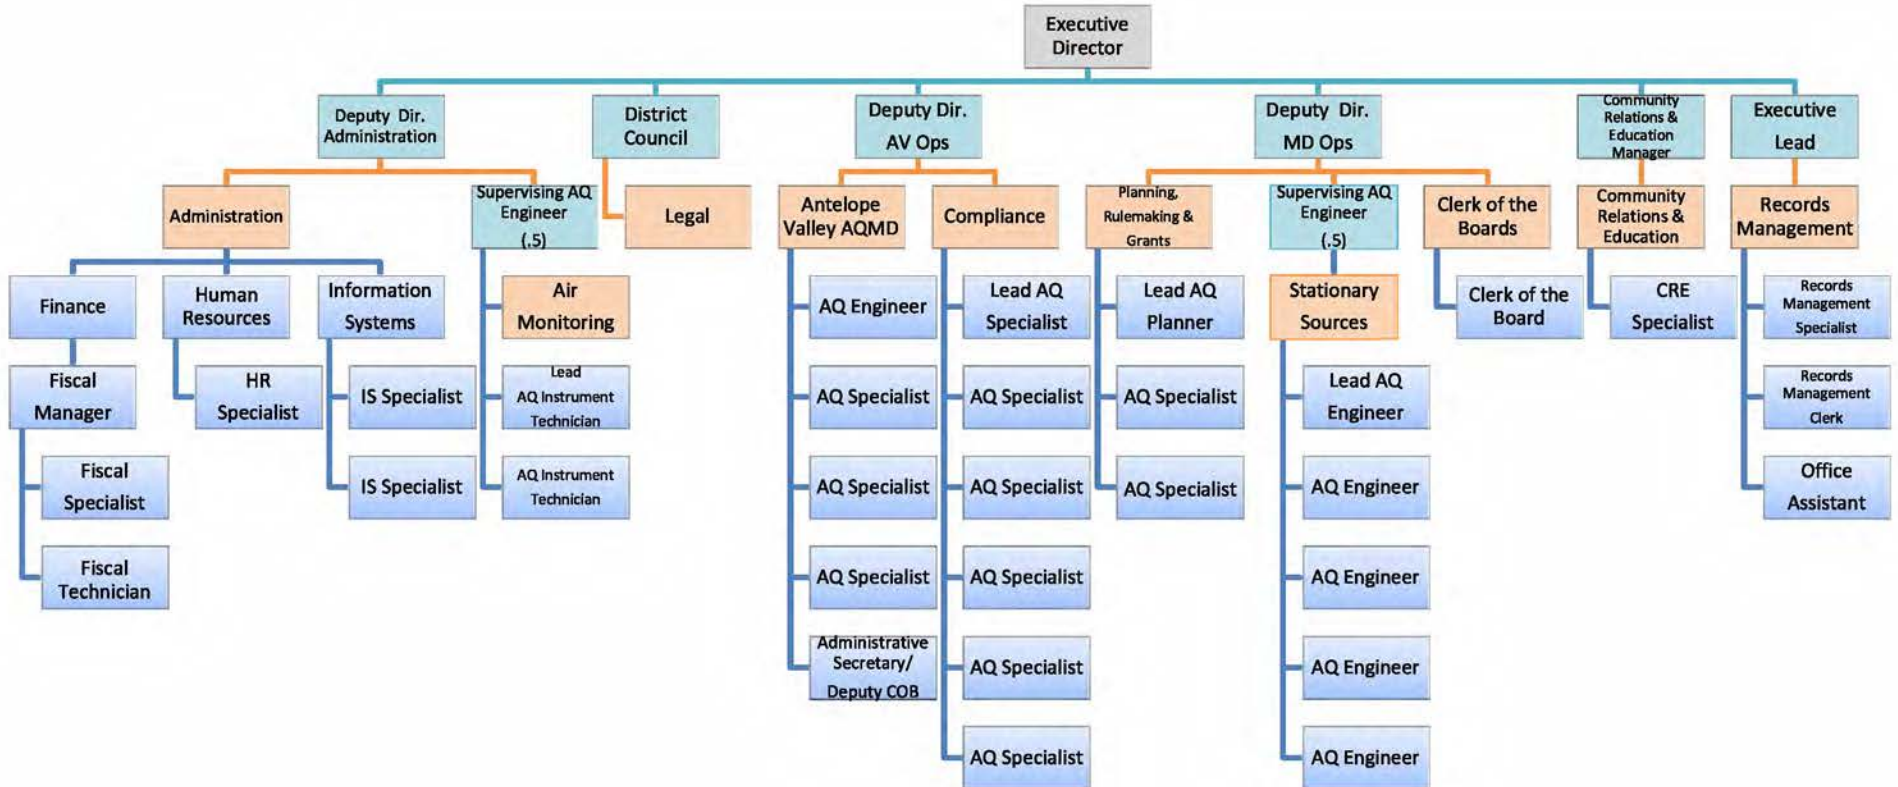 Executive
Director
Deputy Dir.
Administration
District
Council
Deputy Dir.
AV Ops
Deputy Dir.
MD Ops
Community
Relations &
Education
Manager
Executive
Lead
Administration
Supervising AQ
Engineer
(.5)
Legal
Antelope
Valley AQMD
Compliance
Planning,
Rulemaking &
Grants
Supervising AQ
Engineer
(.5)
Clerk of the
Boards
Community
Relations &
Education
Records
Management
Finance
Human
Resources
Information
Systems
Air
Monitoring
AQ Engineer
Lead AQ
Specialist
Lead AQ
Planner
Stationary
Sources
Clerk of the
Board
CRE
Specialist
Records
Management
Specialist
Fiscal
Manager
HR
Specialist
IS Specialist
Lead
AQ Instrument
Technician
AQ Specialist
AQ Specialist
AQ Specialist
Lead AQ
Engineer
Records
Management
Clerk
Fiscal
Specialist
IS Specialist
AQ Instrument
Technician
AQ Specialist
AQ Specialist
AQ Specialist
AQ Engineer
Office
Assistant
Fiscal
Technician
AQ Specialist
AQ Specialist
AQ Engineer
Administrative
Secretary/
Deputy COB
AQ Specialist
AQ Engineer
AQ Specialist
AQ Engineer